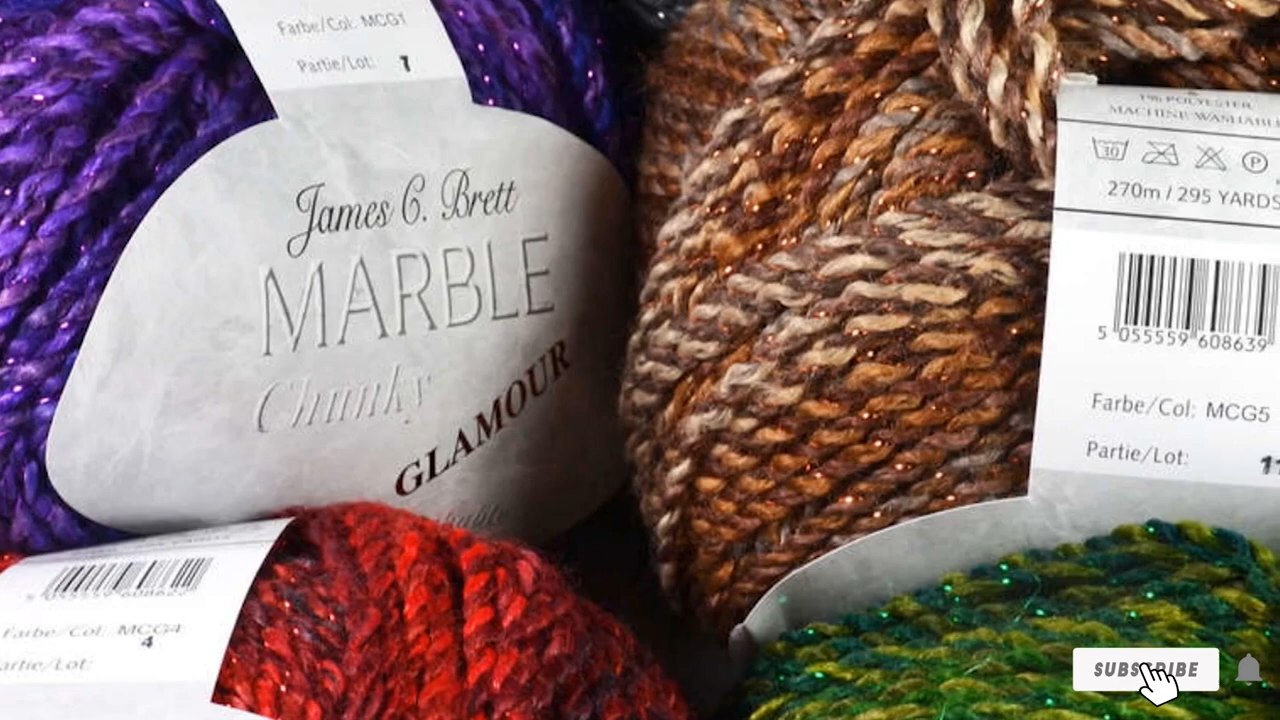 Farbe/Col: MCG1
Partie/Lot: 1
James C. Brett
MARBLE
Chunky
GLAMOUR
1% POLYESTER
MACHINE WASHABLE
30
P
270m / 295 YARDS
5 055559 608639
Farbe/Col: MCG5
Partie/Lot: 11
Farbe/Col: MCG4
4
artie/Lot:
SUBSCRIBE